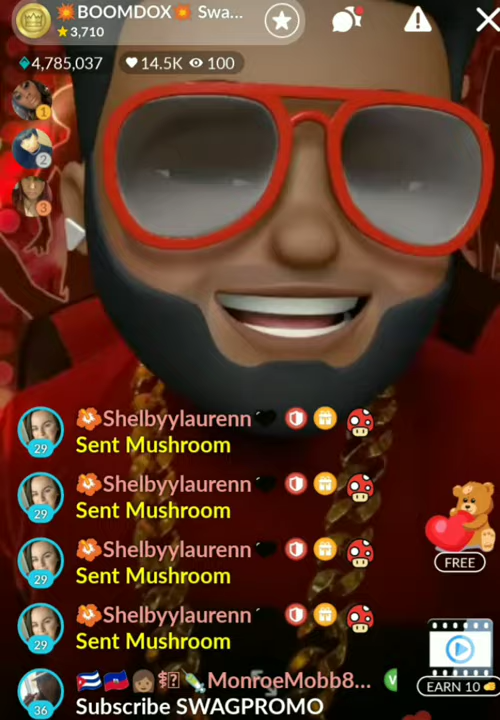 💥BOOMDOX💥 Swa...
3,710
4,785,037
14.5K 100
1
2
3
Shelbyylaurenn
29
Sent Mushroom
Shelbyylaurenn
29
Sent Mushroom
Shelbyylaurenn
29
Sent Mushroom
FREE
Shelbyylaurenn
29
Sent Mushroom
MonroeMobb8... V
EARN 10
36
Subscribe SWAGPROMO